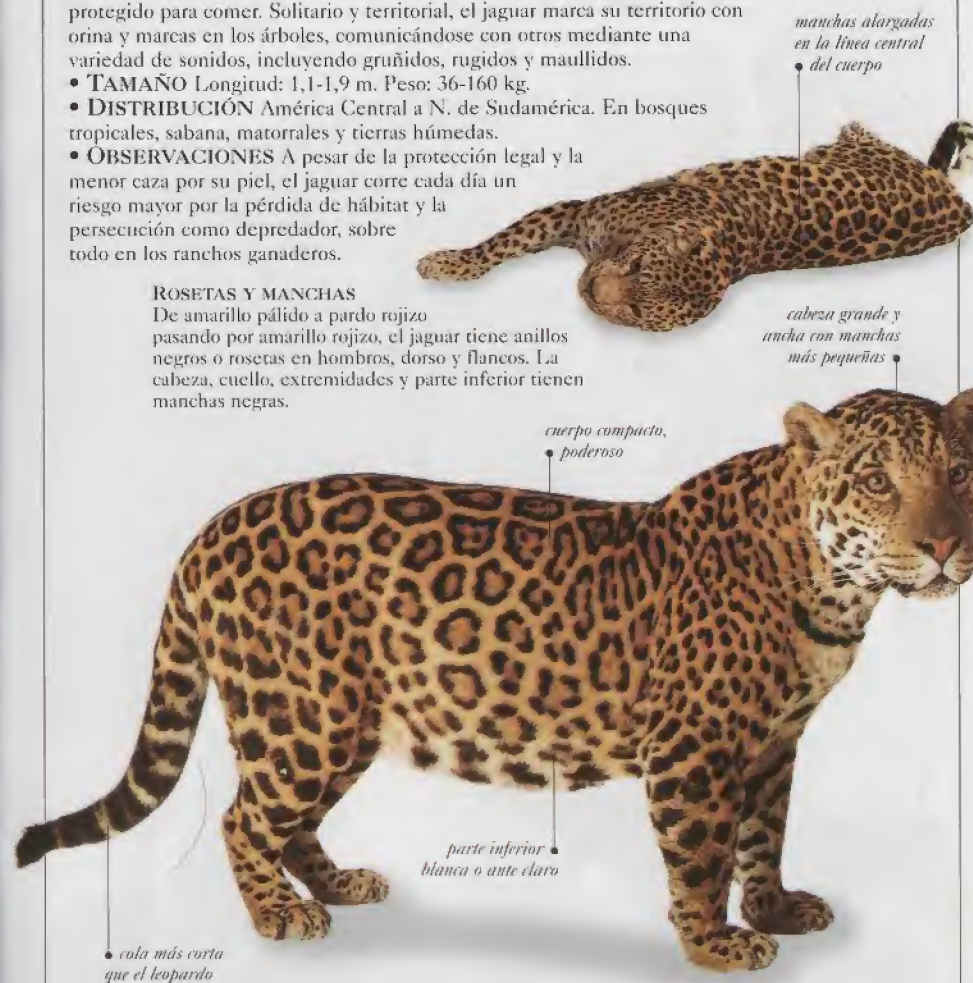 protegido para comer. Solitario y territorial, el jaguar marca su territorio con
orina y marcas en los árboles, comunicándose con otros mediante una
variedad de sonidos, incluyendo gruñidos, rugidos y maullidos.
• TAMAÑO Longitud: 1,1-1,9 m. Peso: 36-160 kg.
• DISTRIBUCIÓN América Central a N. de Sudamérica. En bosques
tropicales, sabana, matorrales y tierras húmedas.
• OBSERVACIONES A pesar de la protección legal y la
menor caza por su piel, el jaguar corre cada día un
riesgo mayor por la pérdida de hábitat y la
persecución como depredador, sobre
todo en los ranchos ganaderos.
manchas alargadas
en la línea central
del cuerpo
ROSETAS Y MANCHAS
De amarillo pálido a pardo rojizo
pasando por amarillo rojizo, el jaguar tiene anillos
negros o rosetas en hombros, dorso y flancos. La
cabeza, cuello, extremidades y parte inferior tienen
manchas negras.
cabeza grande y
ancha con manchas
más pequeñas
cuerpo compacto,
poderoso
parte inferior
blanca o ante claro
cola más corta
que el leopardo